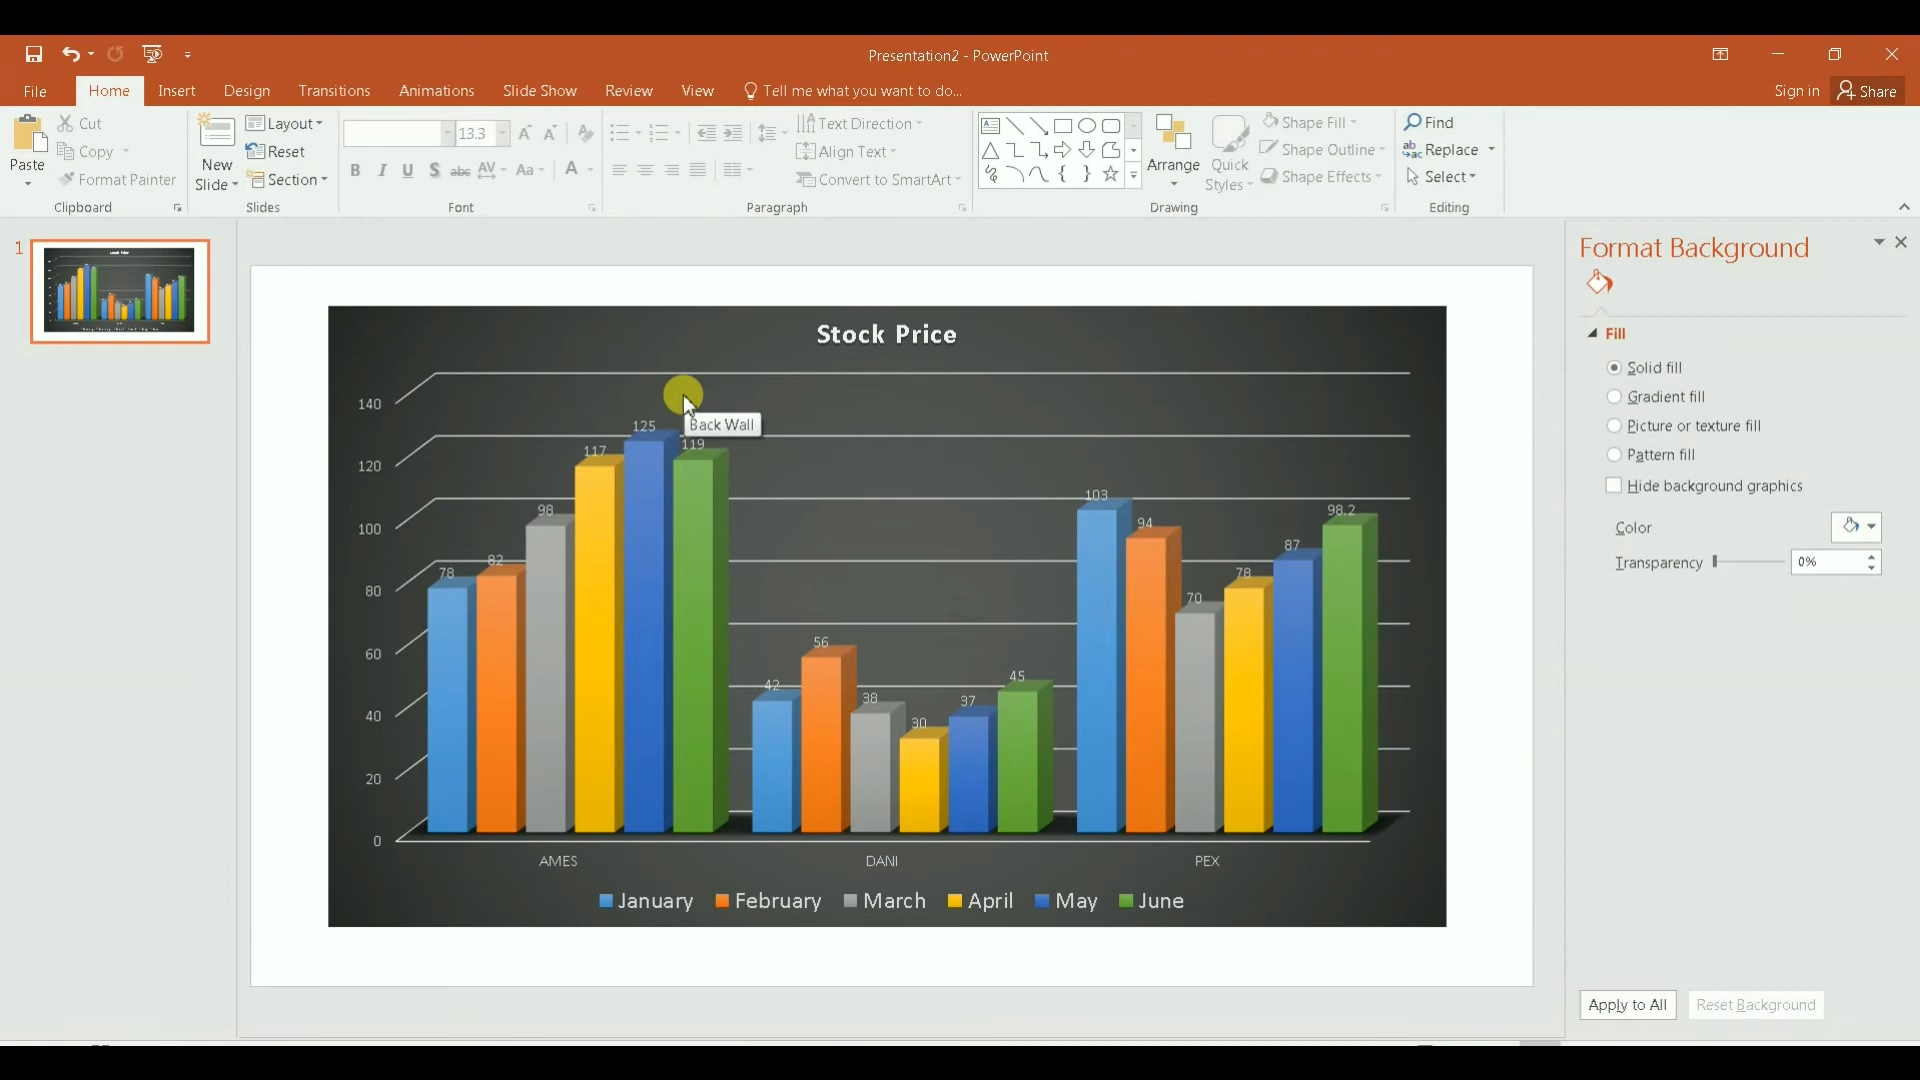 Presentation2 - PowerPoint
File Home Insert Design Transitions Animations Slide Show Review View Tell me what you want to do... Sign in Share
Paste
Cut
Copy
Format Painter
Clipboard
New Slide
Layout
Reset
Section
Slides
13.3
B I U S abc AV Aa A
Font
Text Direction
Align Text
Convert to SmartArt
Paragraph
Arrange
Quick Styles
Shape Fill
Shape Outline
Shape Effects
Drawing
Find
Replace
Select
Editing
1
Stock Price
Back Wall
140
120
100
80
60
40
20
0
78 82 98 117 125 119
42 56 38 30 37 45
103 94 70 78 87 98.2
AMES DANI PEX
January February March April May June
Format Background
Fill
Solid fill
Gradient fill
Picture or texture fill
Pattern fill
Hide background graphics
Color
Transparency 0%
Apply to All Reset Background